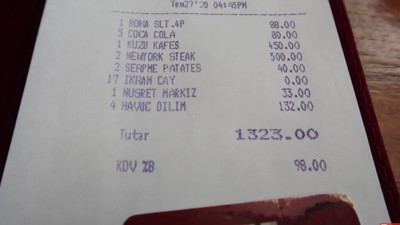 Tem27'20 04:45PM
1 ROKA SLT.4P 88.00
5 COCA COLA 80.00
1 KUZU KAFES 450.00
2 NEWYORK STEAK 500.00
2 SERPME PATATES 40.00
17 IKRAM CAY 0.00
1 NUSRET MARKIZ 33.00
4 HAVUC DILIM 132.00
Tutar 1323.00
KDV %8 98.00